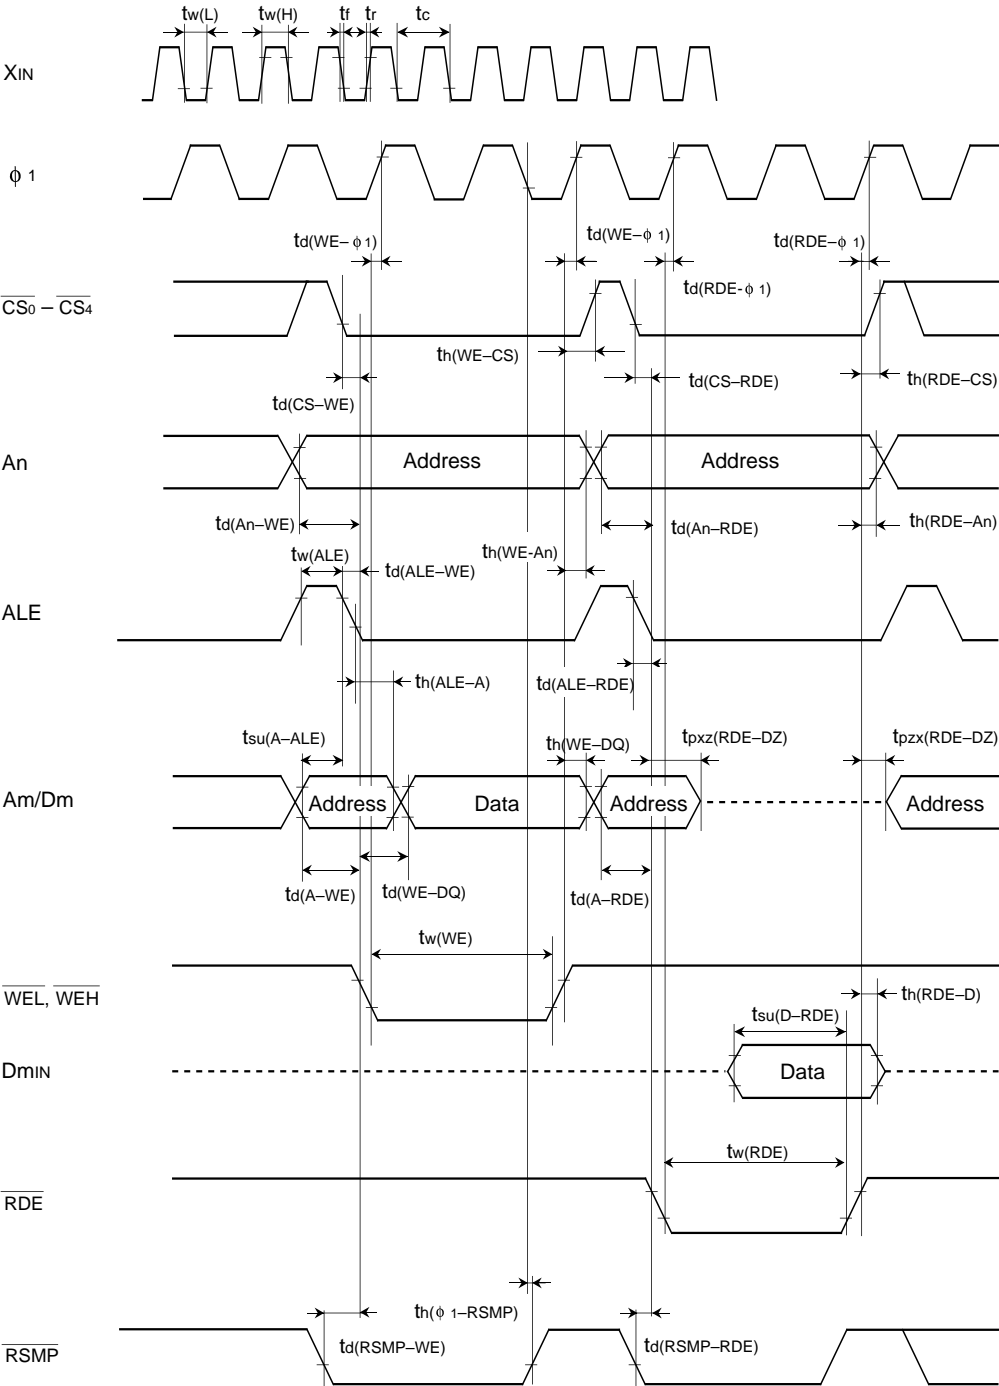 tw(L) tw(H) tf tr tc
XIN
ϕ 1
td(WE–ϕ 1) td(WE–ϕ 1) td(RDE–ϕ 1)
td(RDE-ϕ 1)
CS0 – CS4
th(WE–CS)
td(CS–RDE) th(RDE–CS)
td(CS–WE)
An Address Address
td(An–WE) td(An–RDE) th(RDE–An)
tw(ALE) th(WE-An)
td(ALE–WE)
ALE
th(ALE–A) td(ALE–RDE)
tsu(A–ALE) th(WE–DQ) tpxz(RDE–DZ) tpzx(RDE–DZ)
Am/Dm Address Data Address Address
td(A–WE) td(WE–DQ) td(A–RDE)
tw(WE)
WEL, WEH th(RDE–D)
tsu(D–RDE)
DmIN Data
tw(RDE)
RDE
th(ϕ 1–RSMP)
td(RSMP–WE) td(RSMP–RDE)
RSMP